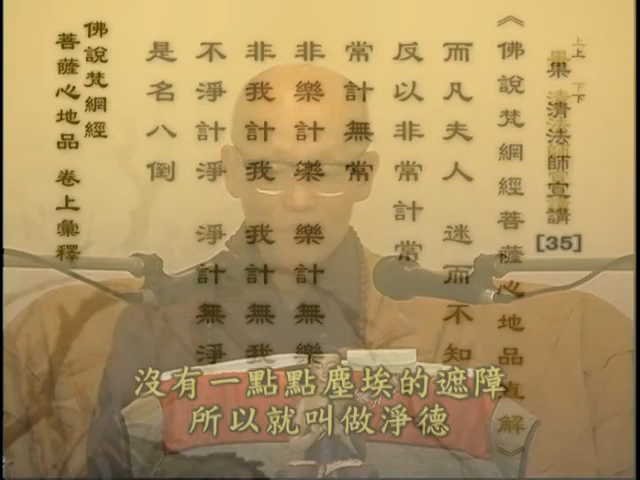 上果下清法師宣講
[35]
《佛說梵網經菩薩心地品直解》
而凡夫人 迷而不知
反以非常計常
常計無常
非樂計樂 樂計無樂
非我計我 我計無我
不淨計淨 淨計無淨
是名八倒
佛說梵網經
菩薩心地品 卷上彙釋
沒有一點點塵埃的遮障
所以就叫做淨德